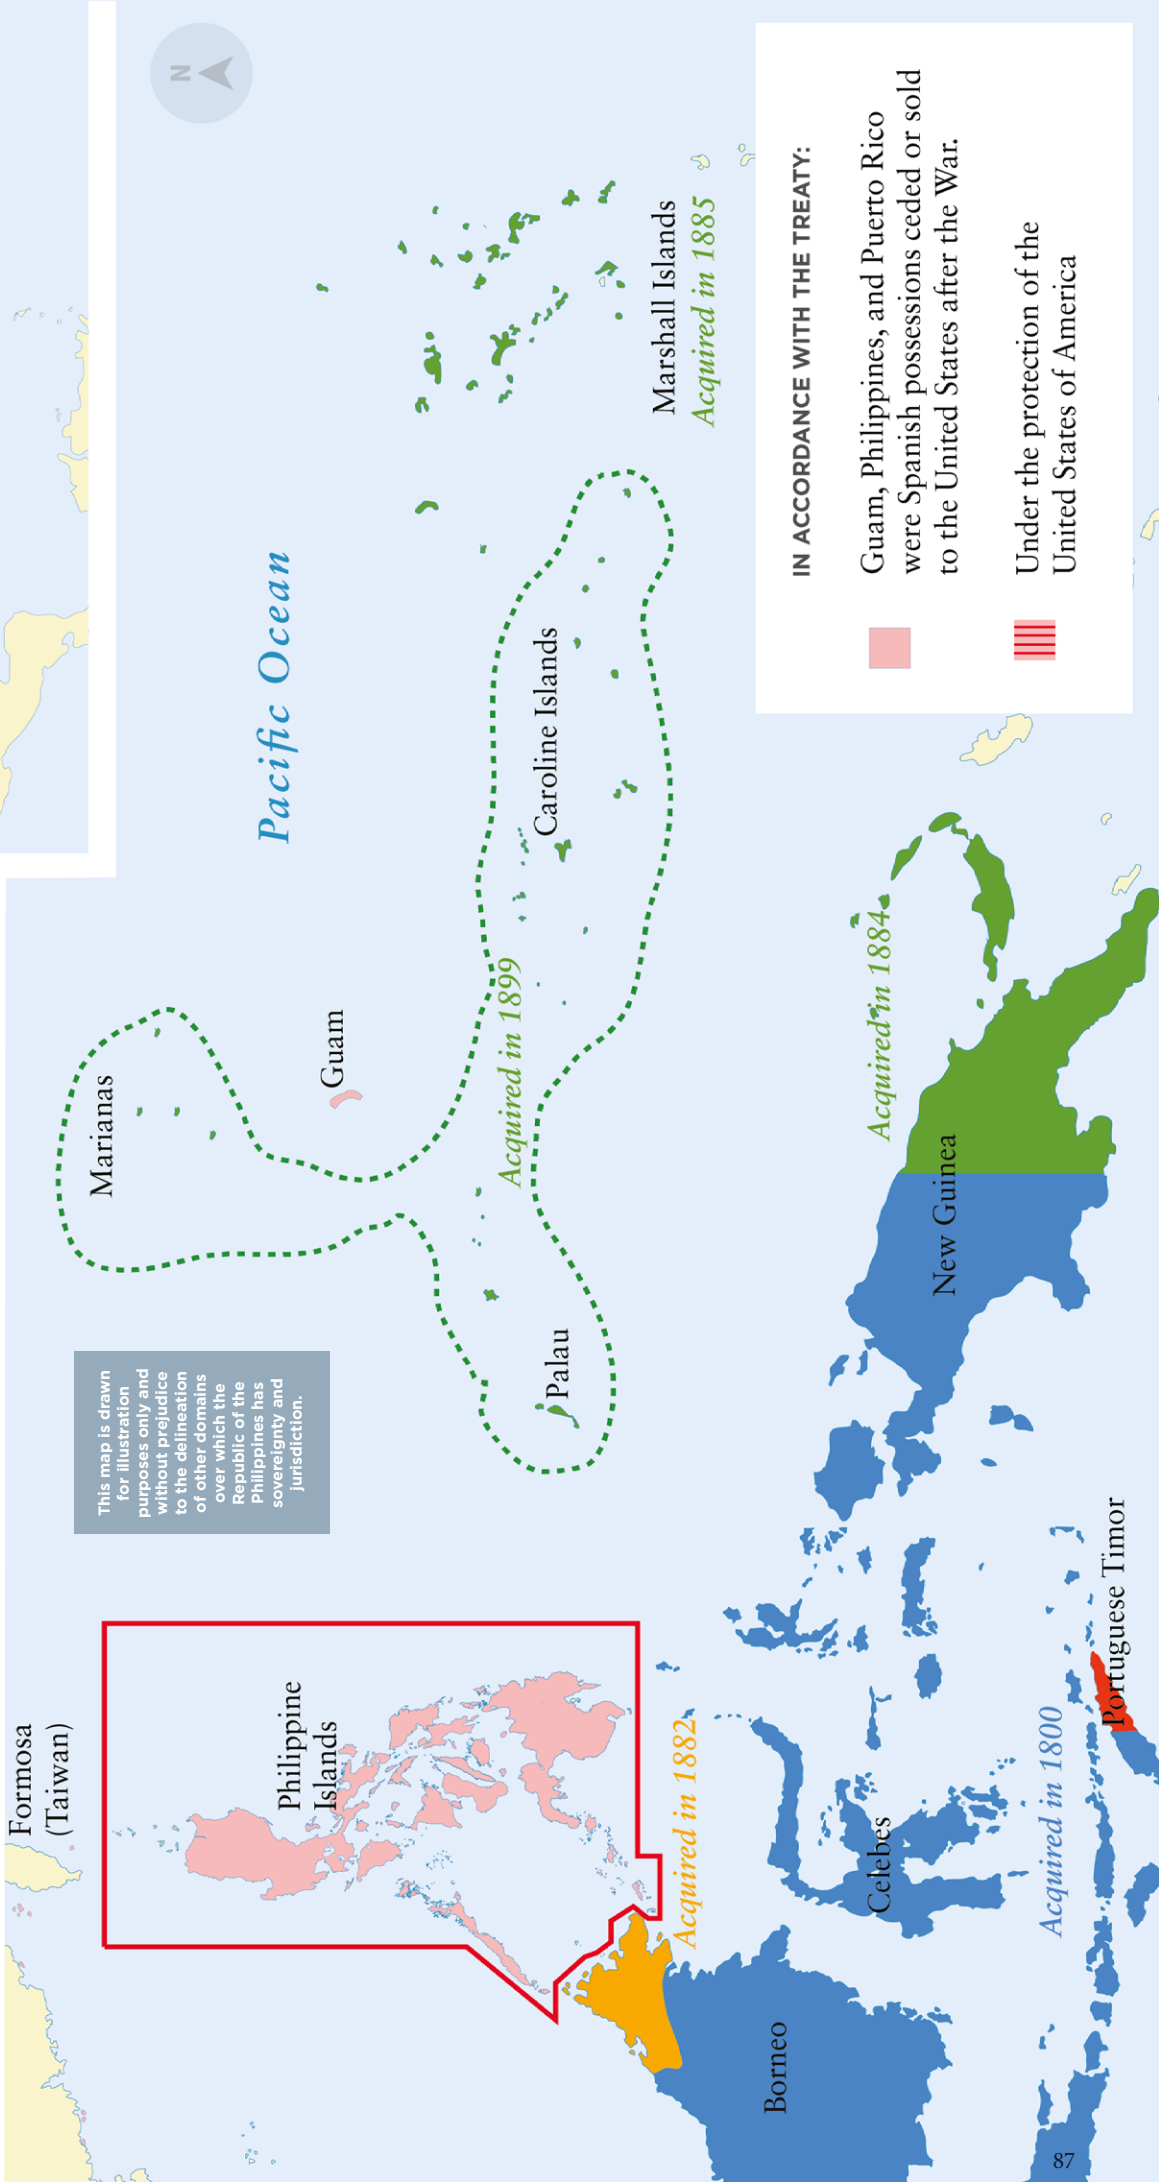 Formosa
(Taiwan)
N
This map is drawn
for illustration
purposes only and
without prejudice
to the delineation
of other domains
over which the
Republic of the
Philippines has
sovereignty and
jurisdiction.
Marianas
Pacific Ocean
Philippine
Islands
Guam
Acquired in 1899
Caroline Islands
Palau
Marshall Islands
Acquired in 1885
Acquired in 1882
Borneo
Celebes
Acquired in 1884
New Guinea
Acquired in 1800
Portuguese Timor
IN ACCORDANCE WITH THE TREATY:
Guam, Philippines, and Puerto Rico
were Spanish possessions ceded or sold
to the United States after the War.
Under the protection of the
United States of America
87